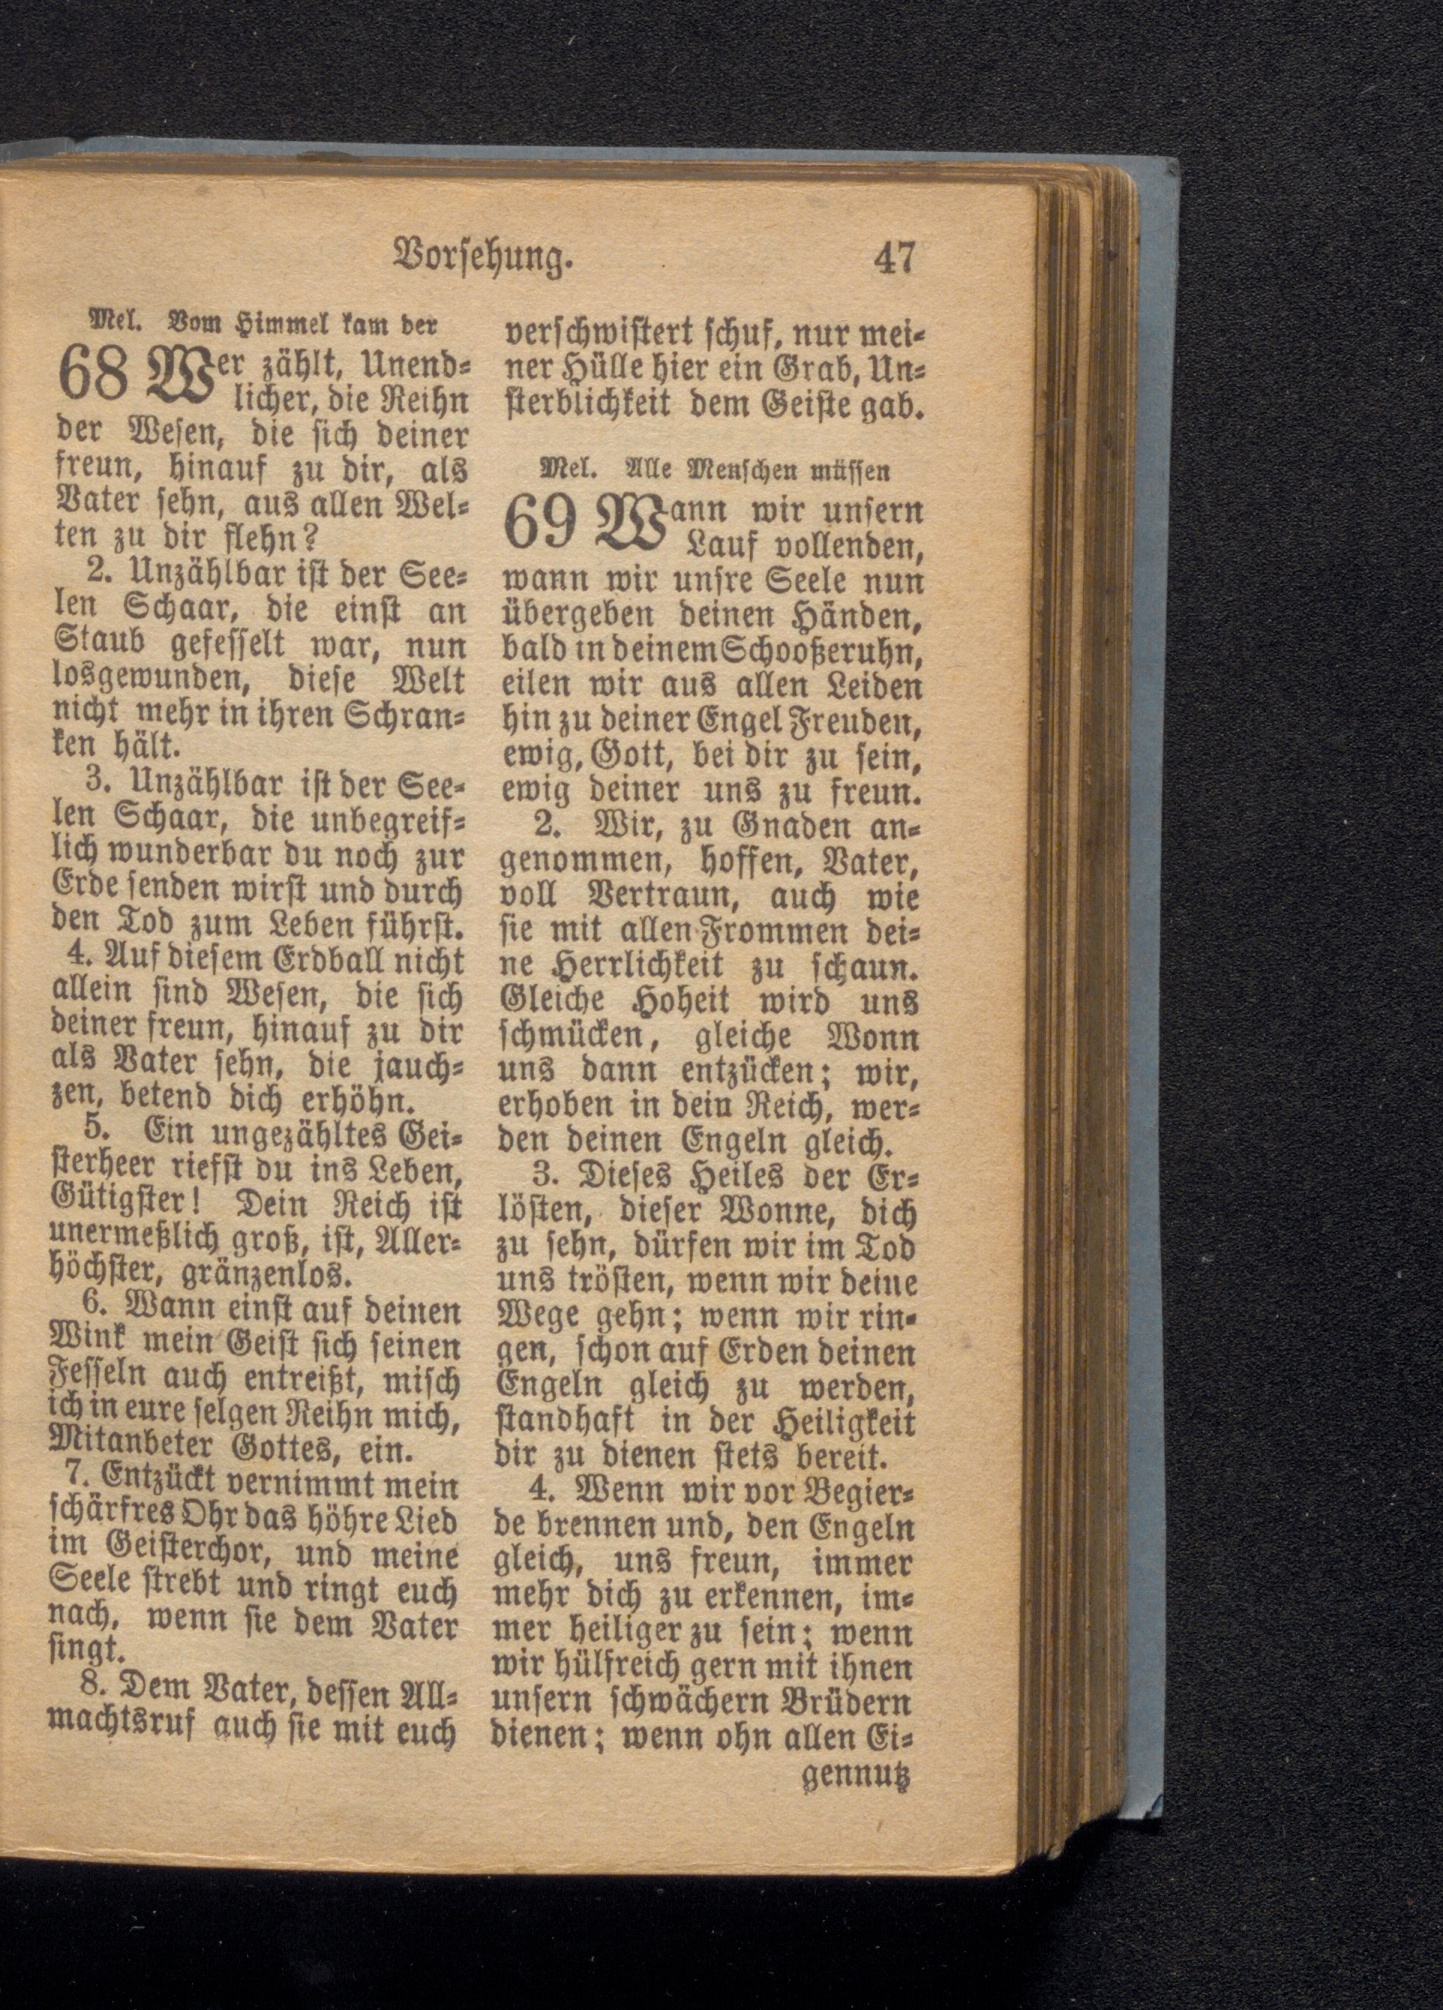 Vorsehung. 47
Mel. Vom Himmel kam der
68 Wer zählt, Unend-
licher, die Reihn
der Wesen, die sich deiner
freun, hinauf zu dir, als
Vater sehn, aus allen Wel-
ten zu dir flehn?
2. Unzählbar ist der See-
len Schaar, die einst an
Staub gefesselt war, nun
losgewunden, diese Welt
nicht mehr in ihren Schran-
ken hält.
3. Unzählbar ist der See-
len Schaar, die unbegreif-
lich wunderbar du noch zur
Erde senden wirst und durch
den Tod zum Leben führst.
4. Auf diesem Erdball nicht
allein sind Wesen, die sich
deiner freun, hinauf zu dir
als Vater sehn, die jauch-
zen, betend dich erhöhn.
5. Ein ungezähltes Gei-
sterheer riefst du ins Leben,
Gütigster! Dein Reich ist
unermeßlich groß, ist, Aller-
höchster, gränzenlos.
6. Wann einst auf deinen
Wink mein Geist sich seinen
Fesseln auch entreißt, misch
ich in eure selgen Reihn mich,
Mitanbeter Gottes, ein.
7. Entzückt vernimmt mein
schärfres Ohr das höhre Lied
im Geisterchor, und meine
Seele strebt und ringt euch
nach, wenn sie dem Vater
singt.
8. Dem Vater, dessen All-
machtsruf auch sie mit euch
verschwistert schuf, nur mei-
ner Hülle hier ein Grab, Un-
sterblichkeit dem Geiste gab.
Mel. Alle Menschen müssen
69 Wann wir unsern
Lauf vollenden,
wann wir unsre Seele nun
übergeben deinen Händen,
bald in deinem Schooße ruhn,
eilen wir aus allen Leiden
hin zu deiner Engel Freuden,
ewig, Gott, bei dir zu sein,
ewig deiner uns zu freun.
2. Wir, zu Gnaden an-
genommen, hoffen, Vater,
voll Vertraun, auch wie
sie mit allen Frommen dei-
ne Herrlichkeit zu schaun.
Gleiche Hoheit wird uns
schmücken, gleiche Wonn
uns dann entzücken; wir,
erhoben in dein Reich, wer-
den deinen Engeln gleich.
3. Dieses Heiles der Er-
lösten, dieser Wonne, dich
zu sehn, dürfen wir im Tod
uns trösten, wenn wir deine
Wege gehn; wenn wir rin-
gen, schon auf Erden deinen
Engeln gleich zu werden,
standhaft in der Heiligkeit
dir zu dienen stets bereit.
4. Wenn wir vor Begier-
de brennen und, den Engeln
gleich, uns freun, immer
mehr dich zu erkennen, im-
mer heiliger zu sein; wenn
wir hülfreich gern mit ihnen
unsern schwächern Brüdern
dienen; wenn ohn allen Ei-
gennutz